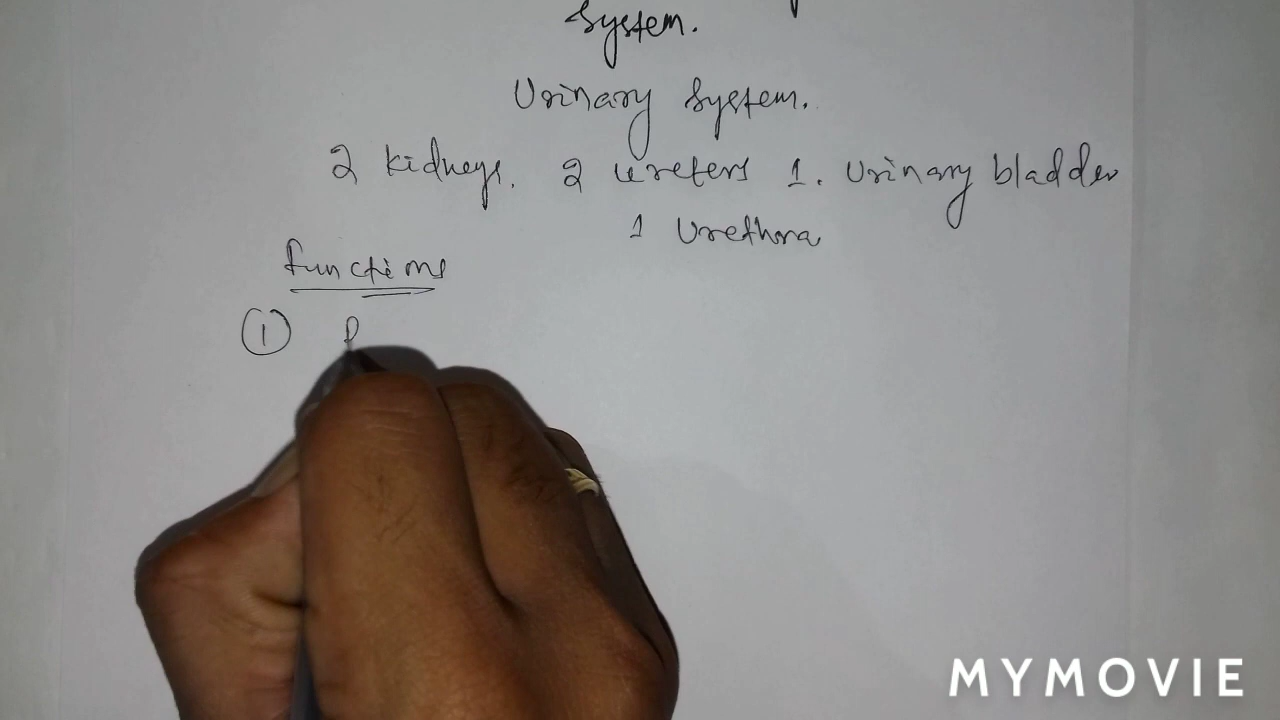 System.
Urinary System.
2 kidneys. 2 ureters 1. Urinary bladder
1 Urethra
functions
1
MYMOVIE